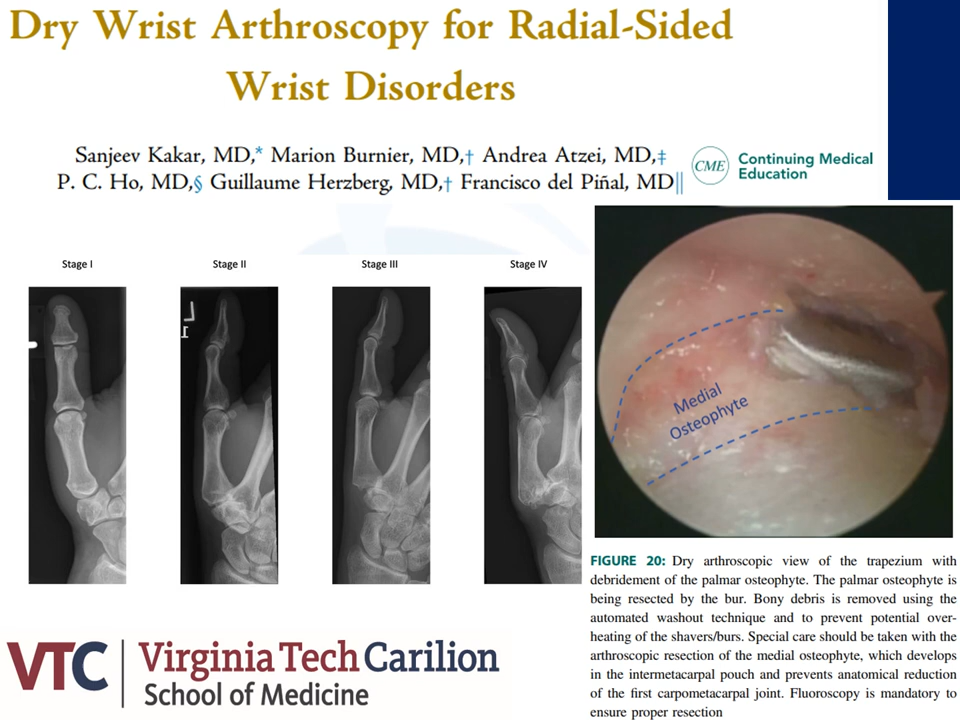 Dry Wrist Arthroscopy for Radial-Sided
Wrist Disorders
Sanjeev Kakar, MD,* Marion Burnier, MD,† Andrea Atzei, MD,‡
P. C. Ho, MD,§ Guillaume Herzberg, MD,† Francisco del Piñal, MD||
CME
Continuing Medical
Education
Stage I
Stage II
Stage III
Stage IV
L
Medial
Osteophyte
FIGURE 20: Dry arthroscopic view of the trapezium with
debridement of the palmar osteophyte. The palmar osteophyte is
being resected by the bur. Bony debris is removed using the
automated washout technique and to prevent potential over-
heating of the shavers/burs. Special care should be taken with the
arthroscopic resection of the medial osteophyte, which develops
in the intermetacarpal pouch and prevents anatomical reduction
of the first carpometacarpal joint. Fluoroscopy is mandatory to
ensure proper resection
VTC
Virginia Tech Carilion
School of Medicine